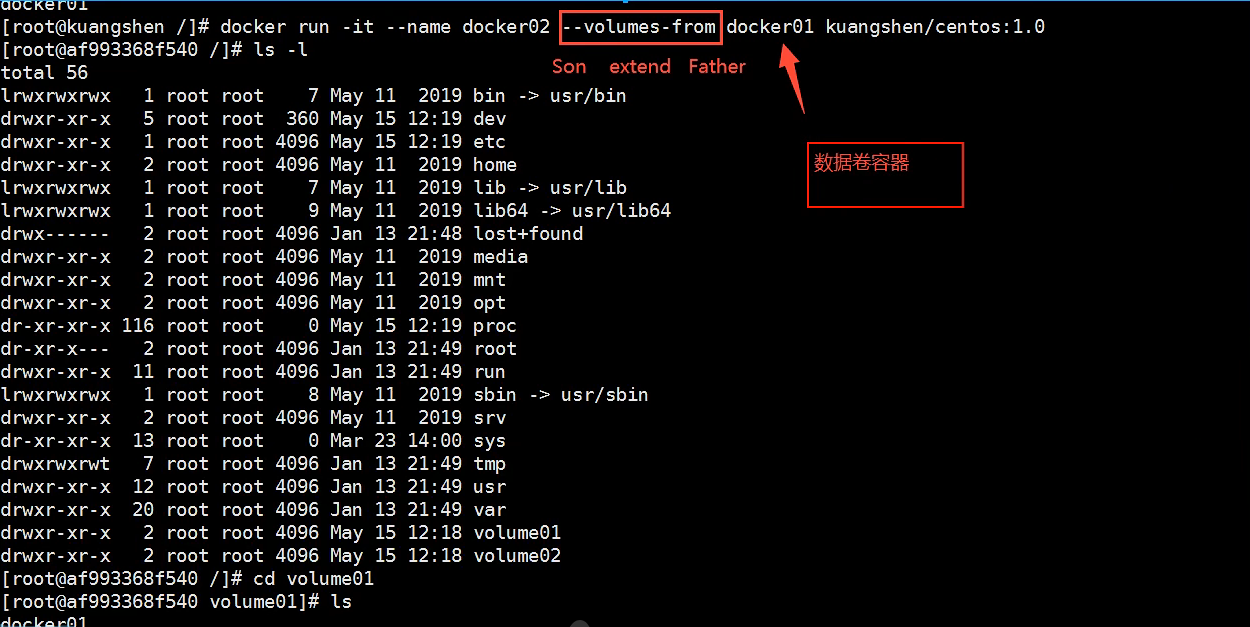 docker01
[root@kuangshen /]# docker run -it --name docker02 --volumes-from docker01 kuangshen/centos:1.0
[root@af993368f540 /]# ls -l
Son extend Father
total 56
lrwxrwxrwx   1 root root    7 May 11  2019 bin -> usr/bin
drwxr-xr-x   5 root root  360 May 15 12:19 dev
drwxr-xr-x   1 root root 4096 May 15 12:19 etc
drwxr-xr-x   2 root root 4096 May 11  2019 home
数据卷容器
lrwxrwxrwx   1 root root    7 May 11  2019 lib -> usr/lib
lrwxrwxrwx   1 root root    9 May 11  2019 lib64 -> usr/lib64
drwx------   2 root root 4096 Jan 13 21:48 lost+found
drwxr-xr-x   2 root root 4096 May 11  2019 media
drwxr-xr-x   2 root root 4096 May 11  2019 mnt
drwxr-xr-x   2 root root 4096 May 11  2019 opt
dr-xr-xr-x 116 root root    0 May 15 12:19 proc
dr-xr-x---   2 root root 4096 Jan 13 21:49 root
drwxr-xr-x  11 root root 4096 Jan 13 21:49 run
lrwxrwxrwx   1 root root    8 May 11  2019 sbin -> usr/sbin
drwxr-xr-x   2 root root 4096 May 11  2019 srv
dr-xr-xr-x  13 root root    0 Mar 23 14:00 sys
drwxrwxrwt   7 root root 4096 Jan 13 21:49 tmp
drwxr-xr-x  12 root root 4096 Jan 13 21:49 usr
drwxr-xr-x  20 root root 4096 Jan 13 21:49 var
drwxr-xr-x   2 root root 4096 May 15 12:18 volume01
drwxr-xr-x   2 root root 4096 May 15 12:18 volume02
[root@af993368f540 /]# cd volume01
[root@af993368f540 volume01]# ls
docker01